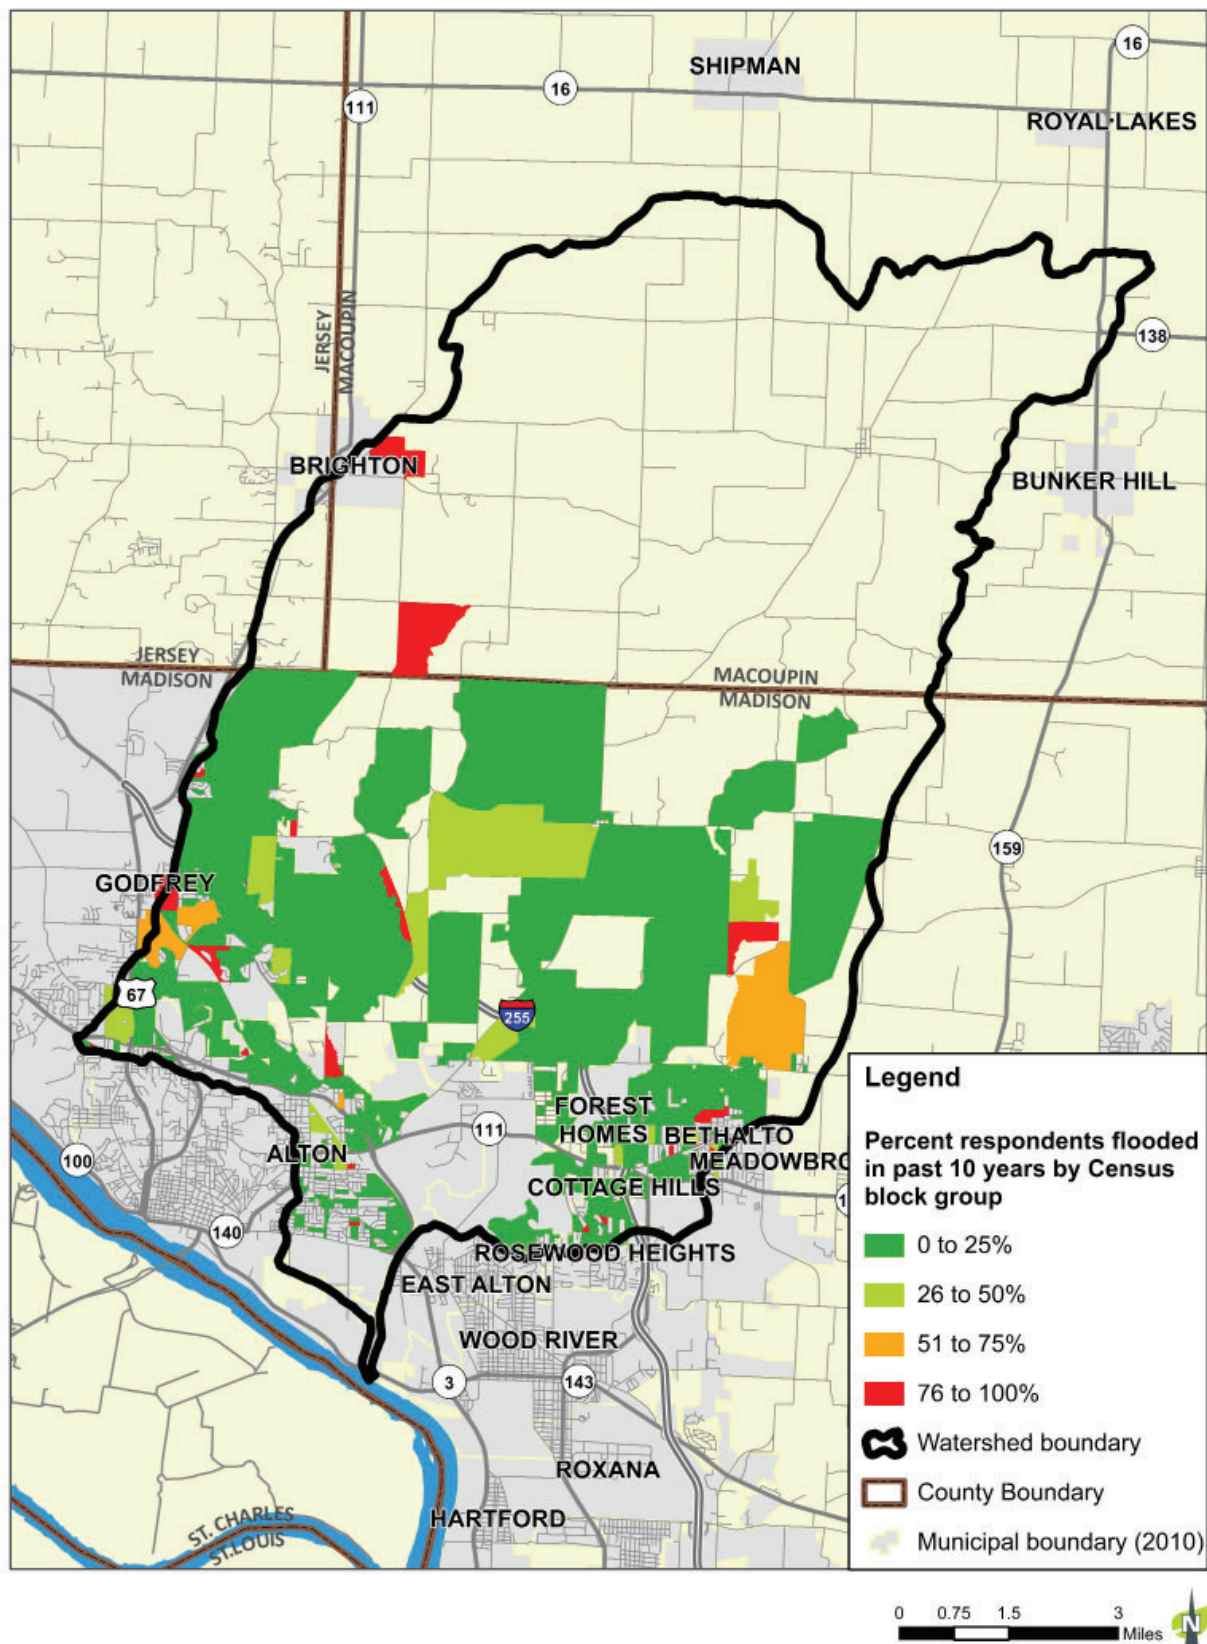 SHIPMAN
16
16
111
ROYAL LAKES
JERSEY
MACOUPIN
138
BRIGHTON
BUNKER HILL
JERSEY
MADISON
MACOUPIN
MADISON
159
GODFREY
67
255
FOREST
HOMES
111
BETHALTO
MEADOWBRO
ALTON
100
COTTAGE HILLS
140
ROSEWOOD HEIGHTS
EAST ALTON
WOOD RIVER
3
143
ROXANA
HARTFORD
ST. CHARLES
ST.LOUIS
Legend
Percent respondents flooded
in past 10 years by Census
block group
0 to 25%
26 to 50%
51 to 75%
76 to 100%
Watershed boundary
County Boundary
Municipal boundary (2010)
0 0.75 1.5 3
Miles
N